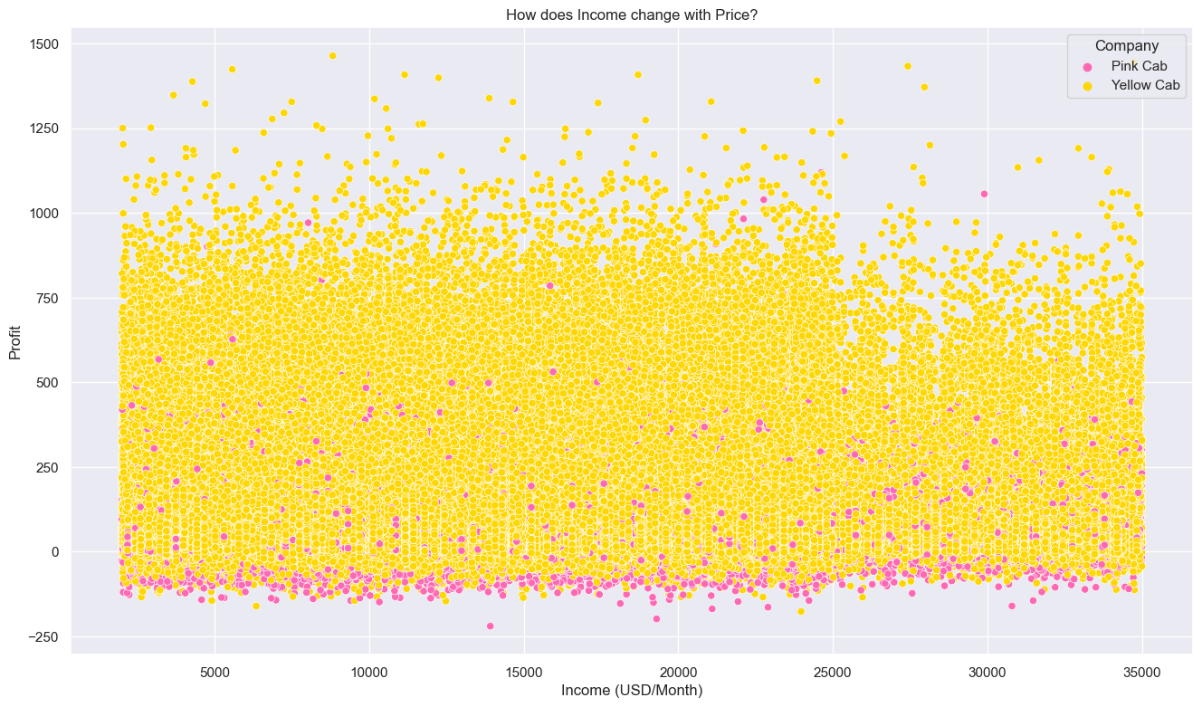 How does Income change with Price?
Company
Pink Cab
Yellow Cab
1500
1250
1000
750
500
250
0
−250
Profit
5000 10000 15000 20000 25000 30000 35000
Income (USD/Month)